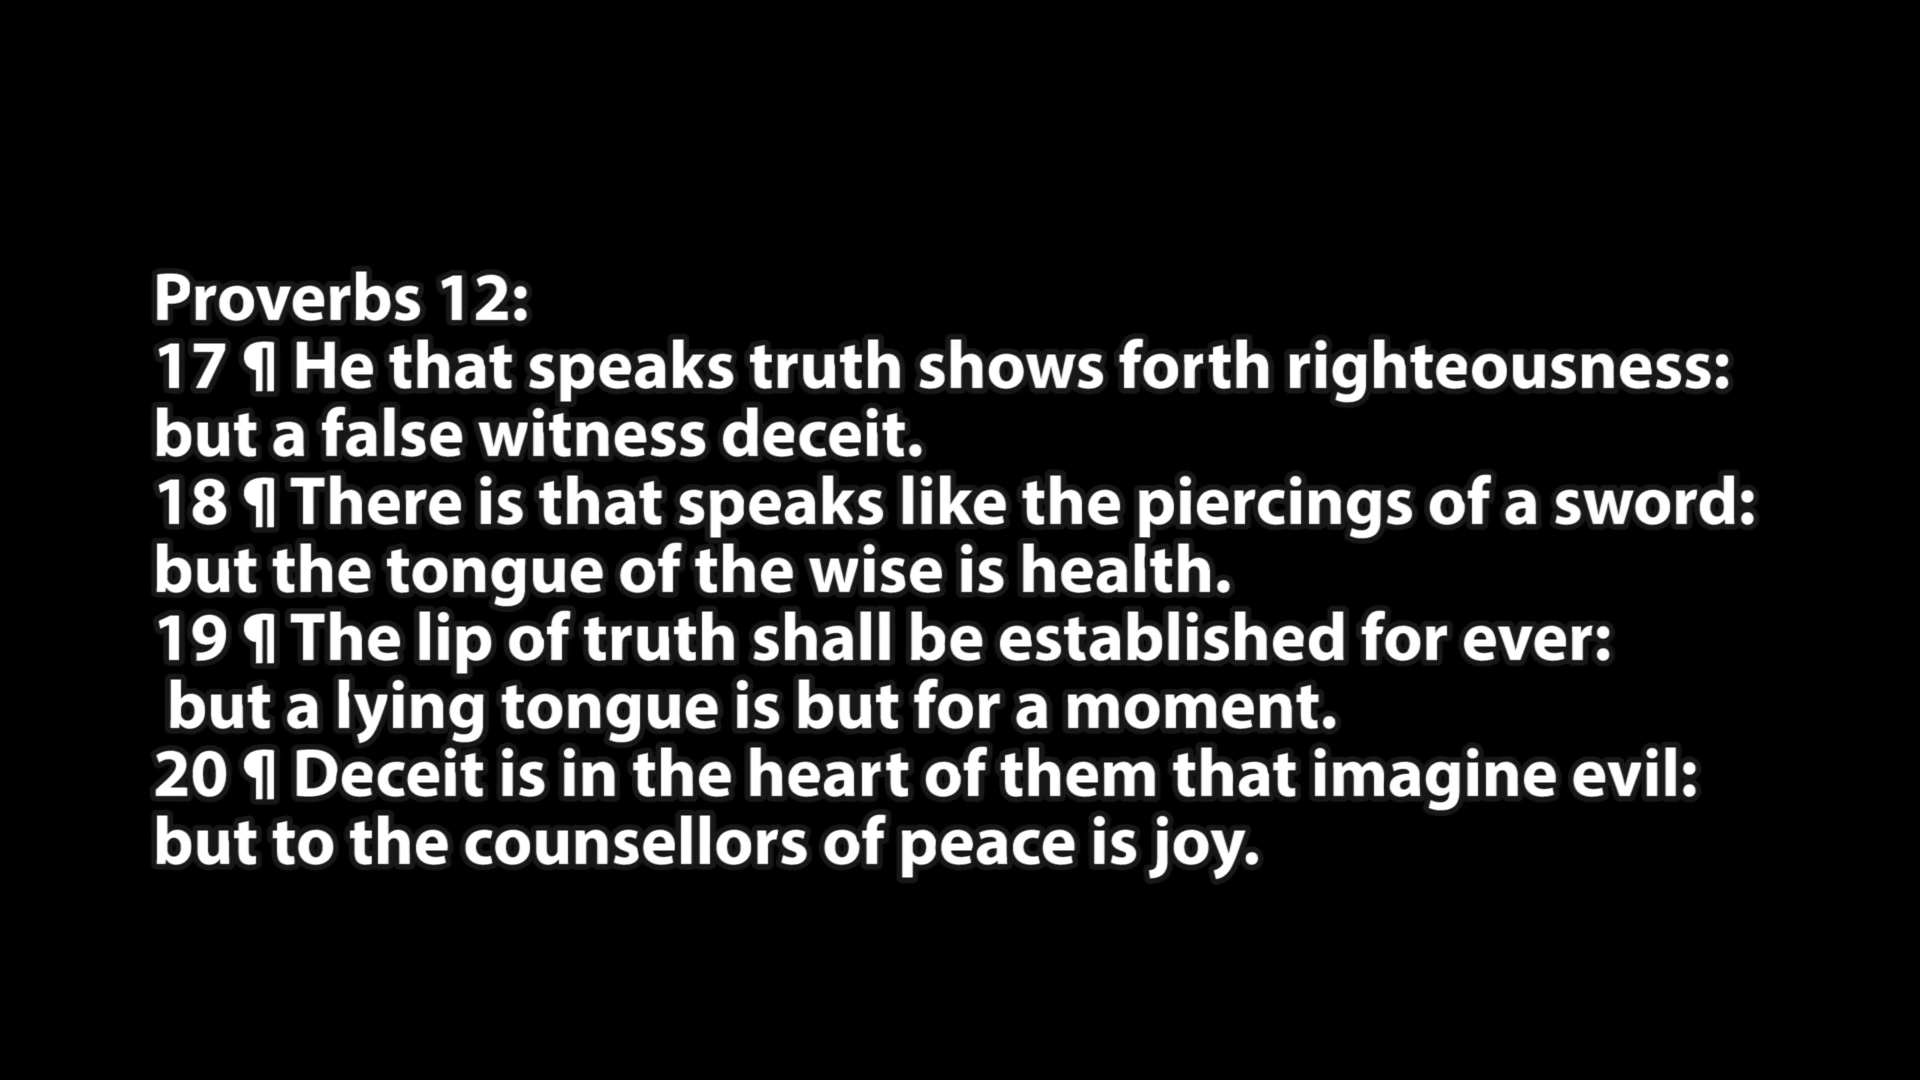 Proverbs 12:
17 ¶ He that speaks truth shows forth righteousness:
but a false witness deceit.
18 ¶ There is that speaks like the piercings of a sword:
but the tongue of the wise is health.
19 ¶ The lip of truth shall be established for ever:
but a lying tongue is but for a moment.
20 ¶ Deceit is in the heart of them that imagine evil:
but to the counsellors of peace is joy.